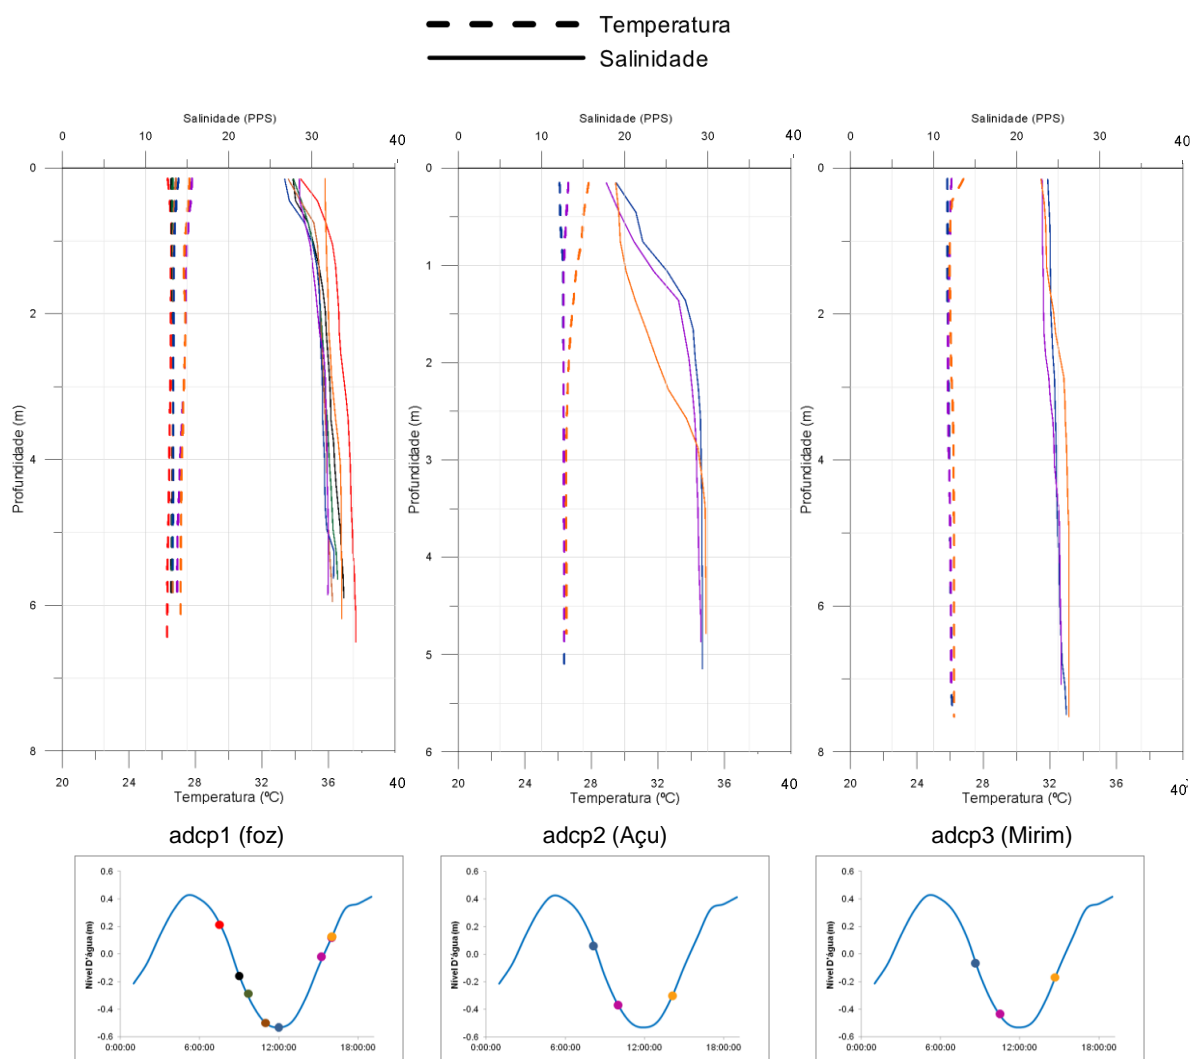 Temperatura
Salinidade
Salinidade (PPS)
0 10 20 30 40
Salinidade (PPS)
0 10 20 30 40
Salinidade (PPS)
0 10 20 30 40
Profundidade (m)
0
2
4
6
8
Profundidade (m)
0
1
2
3
4
5
6
Profundidade (m)
0
2
4
6
8
20 24 28 32 36 40
Temperatura (ºC)
20 24 28 32 36 40
Temperatura (ºC)
20 24 28 32 36 40
Temperatura (ºC)
adcp1 (foz)
adcp2 (Açu)
adcp3 (Mirim)
Nível D'água (m)
0.6
0.4
0.2
0.0
-0.2
-0.4
-0.6
0:00:00 6:00:00 12:00:00 18:00:00
Nível D'água (m)
0.6
0.4
0.2
0.0
-0.2
-0.4
-0.6
0:00:00 6:00:00 12:00:00 18:00:00
Nível D'água (m)
0.6
0.4
0.2
0.0
-0.2
-0.4
-0.6
0:00:00 6:00:00 12:00:00 18:00:00